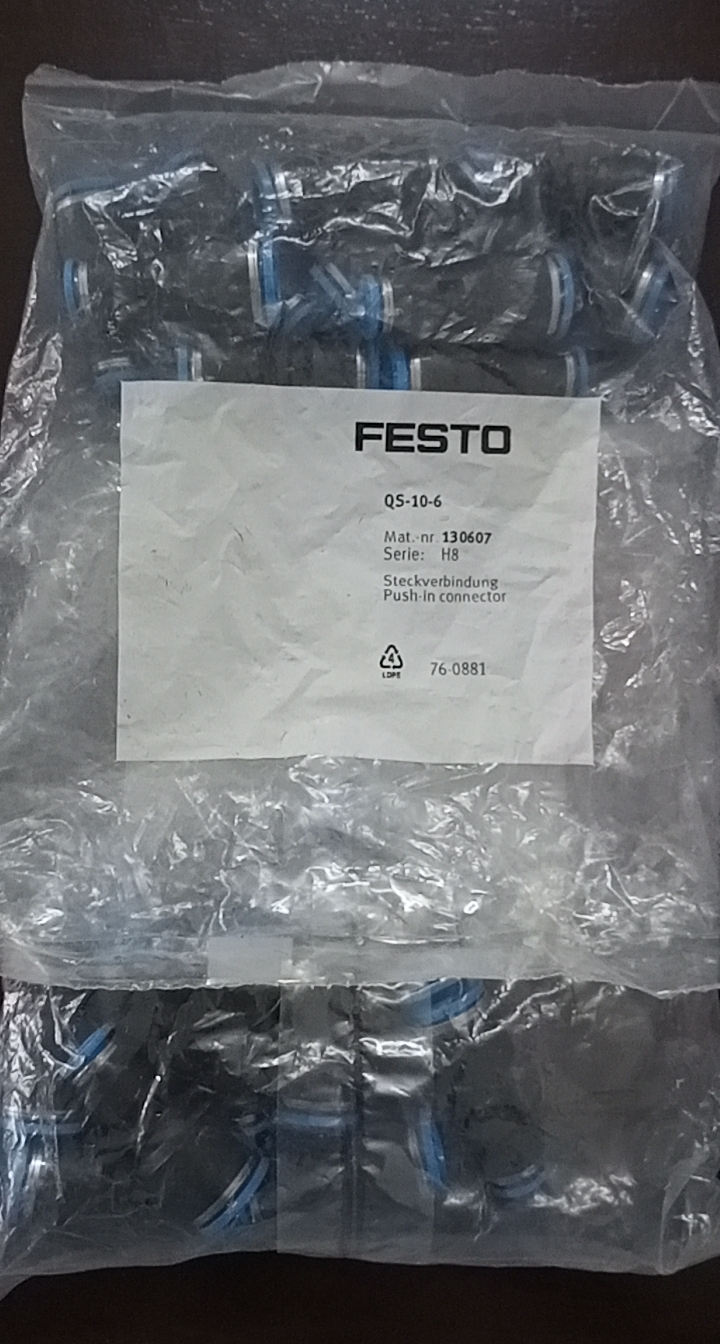 FESTO
QS-10-6
Mat.-nr. 130607
Serie: H8
Steckverbindung
Push-in connector
4
LDPE
76-0881